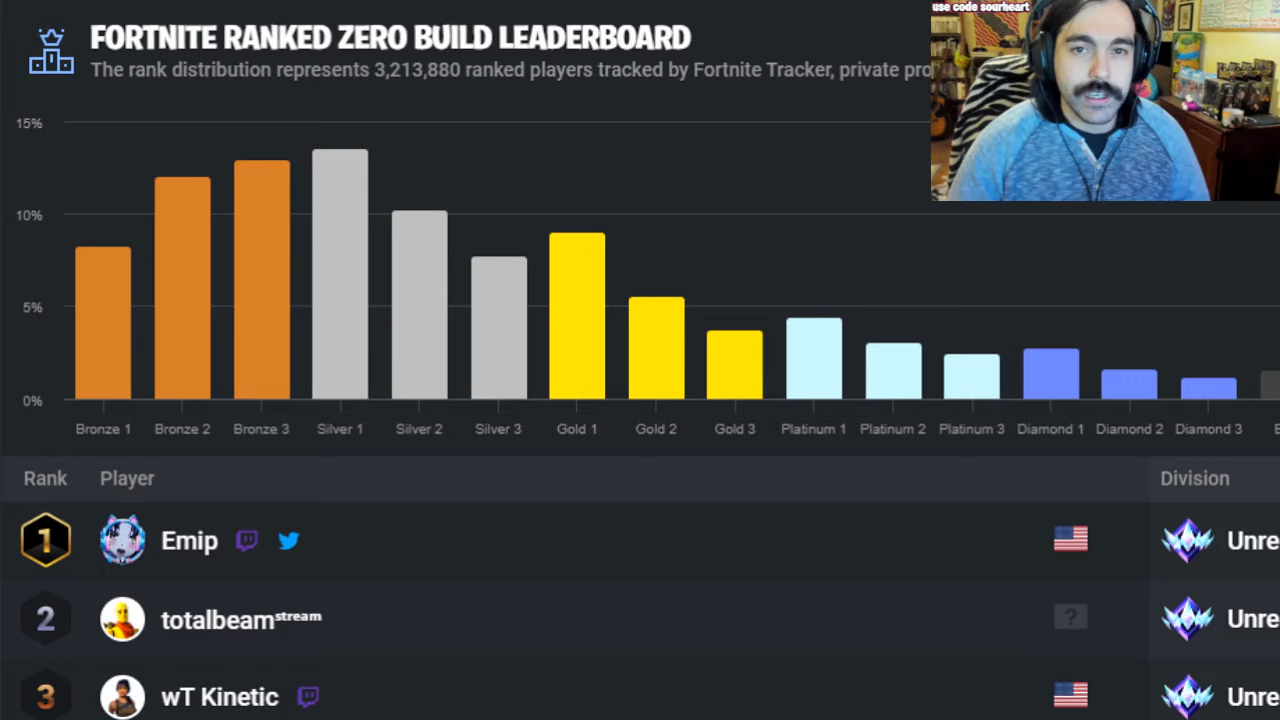 use code sourheart
FORTNITE RANKED ZERO BUILD LEADERBOARD
The rank distribution represents 3,213,880 ranked players tracked by Fortnite Tracker, private pro
15%
10%
5%
0%
Bronze 1 Bronze 2 Bronze 3 Silver 1 Silver 2 Silver 3 Gold 1 Gold 2 Gold 3 Platinum 1 Platinum 2 Platinum 3 Diamond 1 Diamond 2 Diamond 3 E
Rank Player Division
1 Emip Unre
2 totalbeam stream ? Unre
3 wT Kinetic Unre